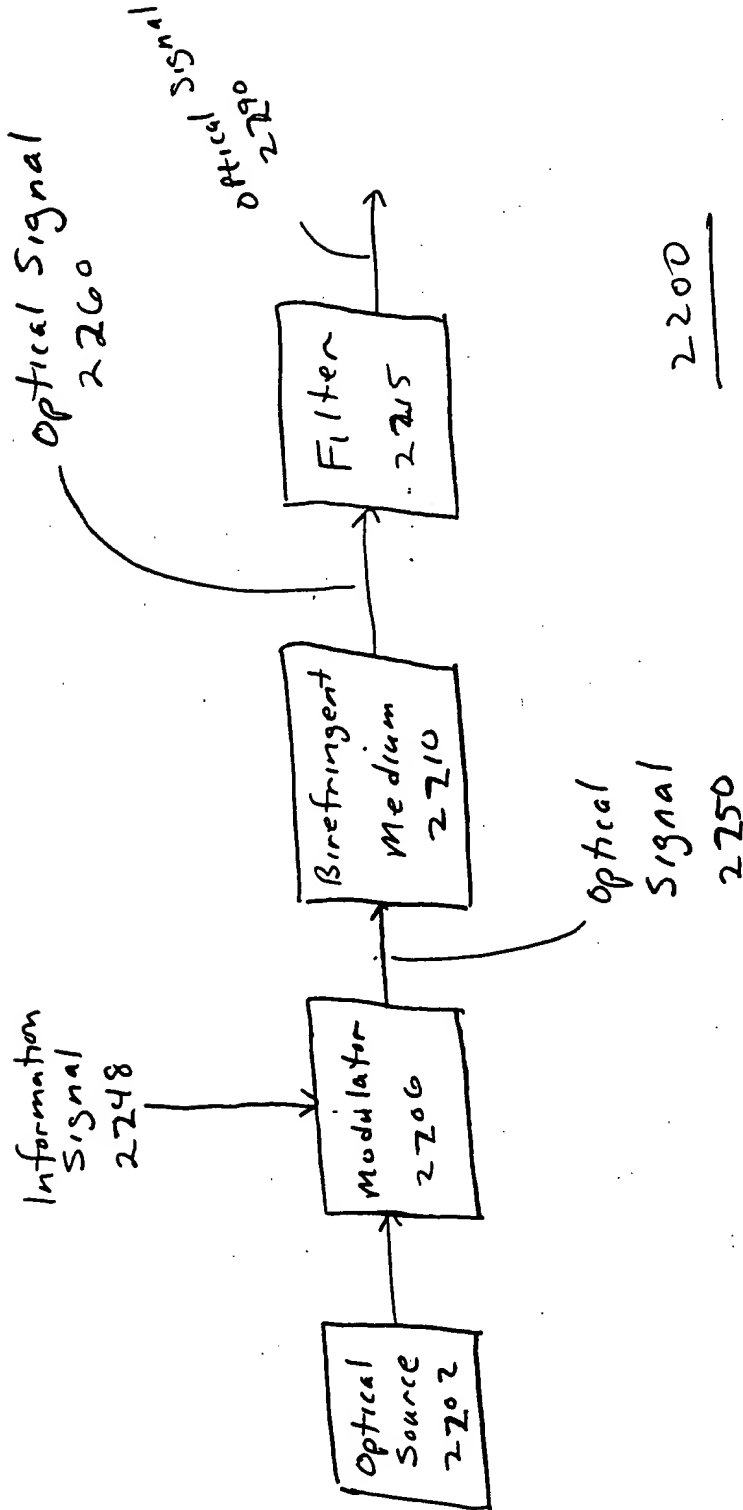 Information
Signal
2248
Optical Signal
2260
Optical Signal
2290
Optical
Source
2202
Modulator
2206
Birefringent
Medium
2210
Filter
2215
Optical
Signal
2250
2200